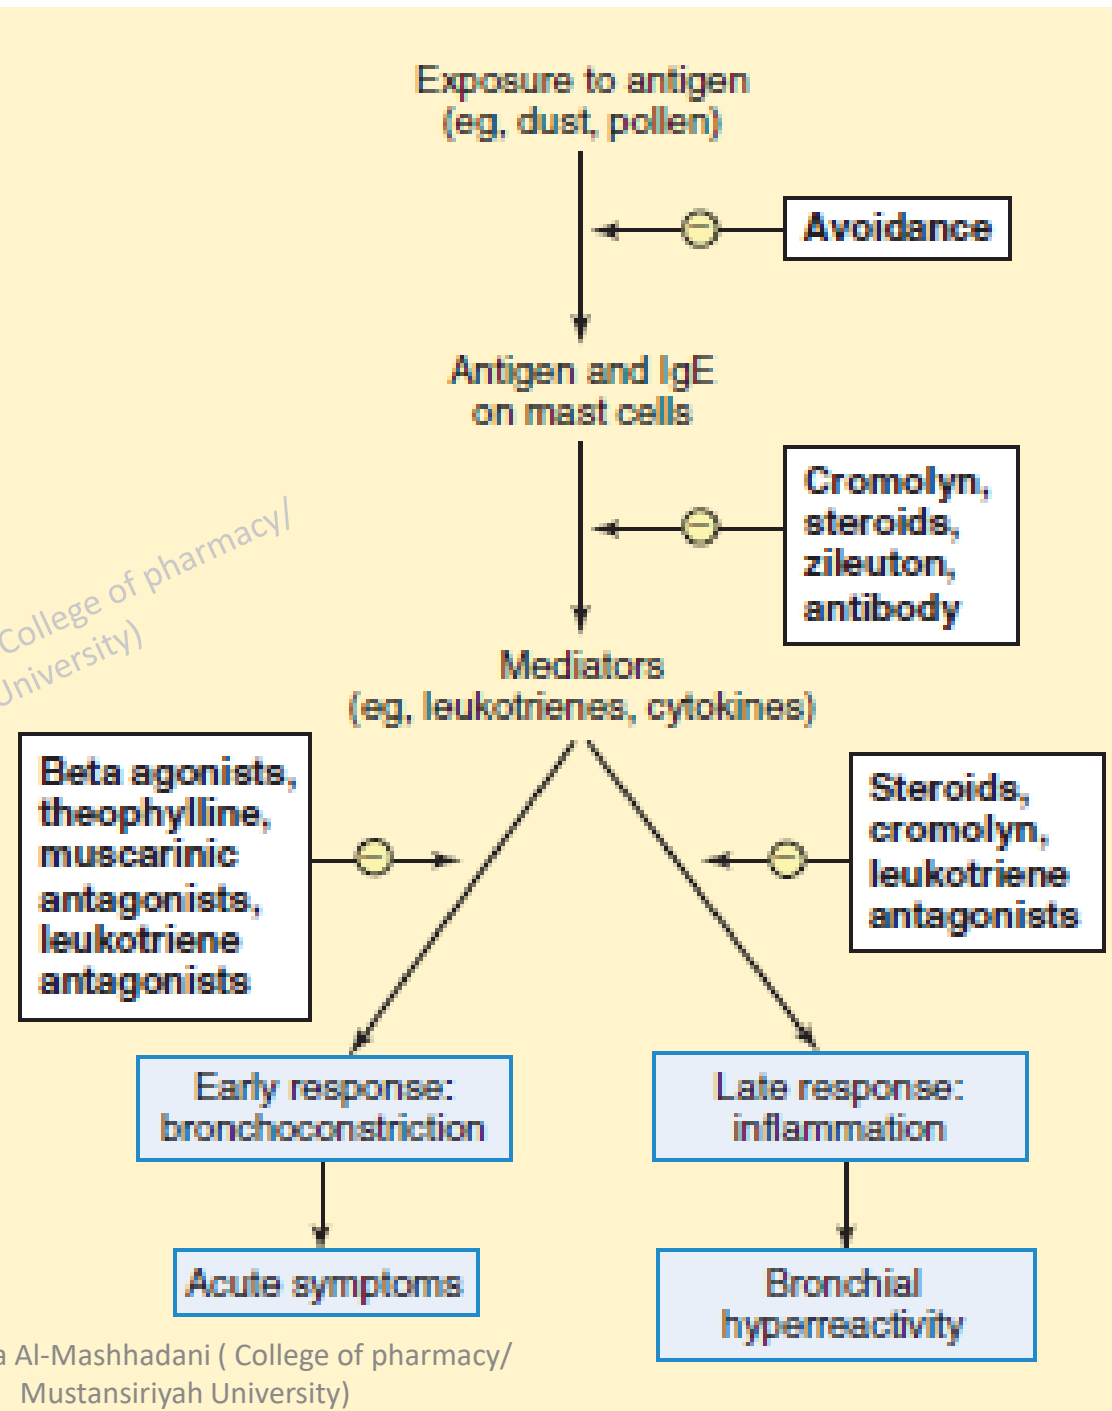 Exposure to antigen
(eg, dust, pollen)
Avoidance
Antigen and IgE
on mast cells
Cromolyn,
steroids,
zileuton,
antibody
College of pharmacy/
University)
Mediators
(eg, leukotrienes, cytokines)
Beta agonists,
theophylline,
muscarinic
antagonists,
leukotriene
antagonists
Steroids,
cromolyn,
leukotriene
antagonists
Early response:
bronchoconstriction
Late response:
inflammation
Acute symptoms
Bronchial
hyperreactivity
a Al-Mashhadani ( College of pharmacy/
Mustansiriyah University)